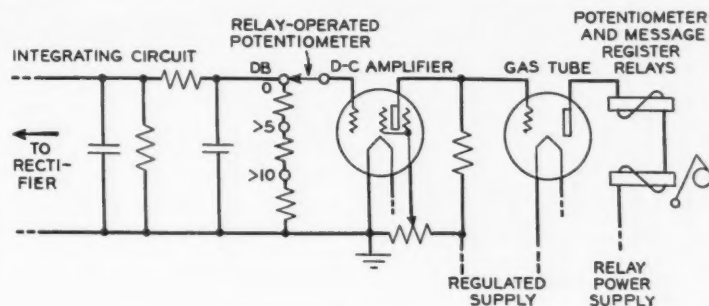 POTENTIOMETER
AND MESSAGE
REGISTER
RELAYS
RELAY-OPERATED
POTENTIOMETER
INTEGRATING CIRCUIT
DB
D-C AMPLIFIER
GAS TUBE
0
>5
>10
TO
RECTI-
FIER
REGULATED
SUPPLY
RELAY
POWER
SUPPLY